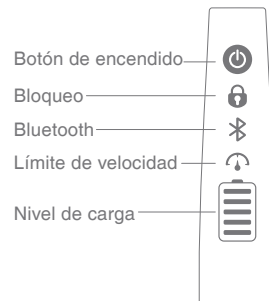 Botón de encendido
Bloqueo
Bluetooth
Límite de velocidad
Nivel de carga